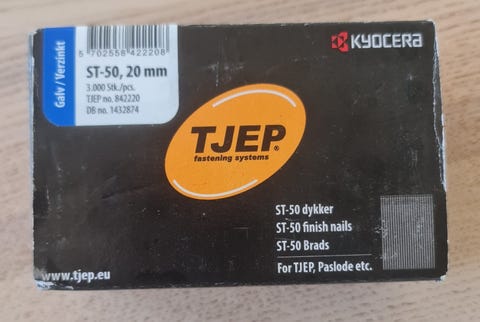 5 702558 422208
KYOCERA
Galv/Verzinkt
ST-50, 20 mm
3.000 Stk./pcs.
TJEP no. 842220
DB no. 1432874
TJEP®
fastening systems
ST-50 dykker
ST-50 finish nails
ST-50 Brads
For TJEP, Paslode etc.
www.tjep.eu